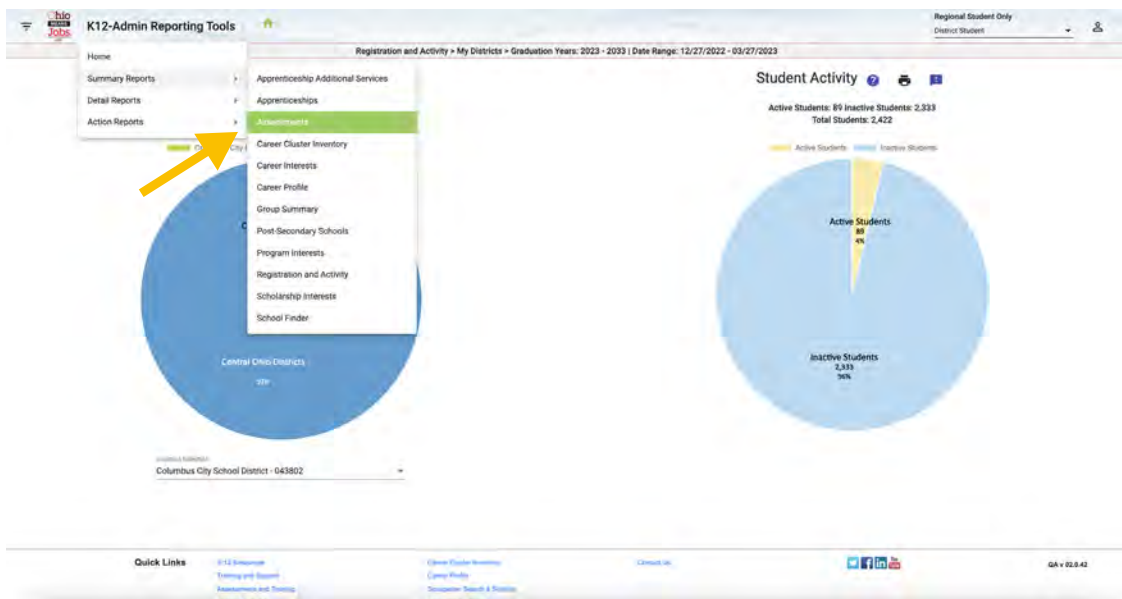 Ohio
Means
Jobs
K12-Admin Reporting Tools
Regional Student Only
District Student
Registration and Activity > My Districts > Graduation Years: 2023 - 2033 | Date Range: 12/27/2022 - 03/27/2023
Home
Summary Reports
Detail Reports
Action Reports
Apprenticeship Additional Services
Apprenticeships
Career Cluster Inventory
Career Interests
Career Profile
Group Summary
Post-Secondary Schools
Program Interests
Registration and Activity
Scholarship Interests
School Finder
Student Activity
Active Students: 89 Inactive Students: 2,333
Total Students: 2,422
Active Students
Inactive Students
Active Students
89
4%
Inactive Students
2,333
96%
Central Ohio Districts
Columbus City School District - 043802
Quick Links
Training and Support
Assessment and Training
Career Cluster Inventory
Career Profile
Contact Us
You
Tube
QA v 02.0.42